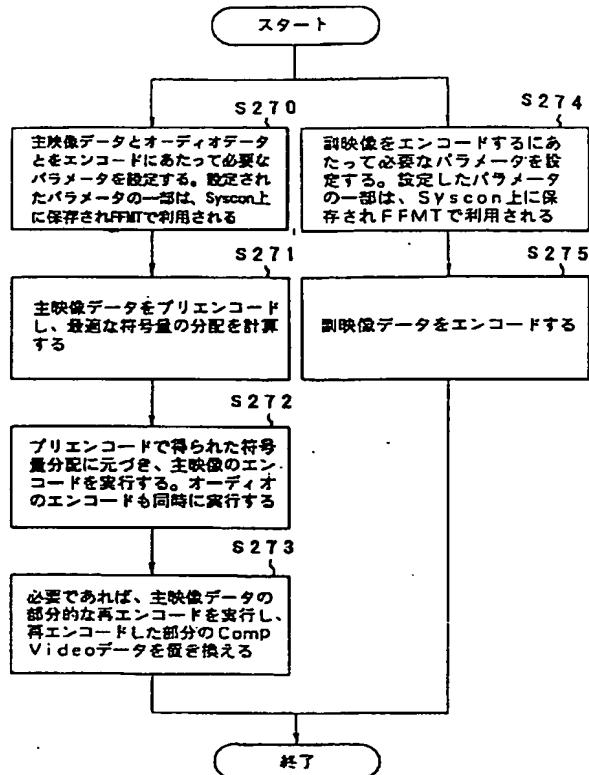 スタート
S270
主映像データとオーディオデータ
とをエンコードにあたって必要な
パラメータを設定する。設定され
たパラメータの一部は、Syscon上
に保存されFFMTで利用される
S271
主映像データをプリエンコード
し、最適な符号量の分配を計算
する
S272
プリエンコードで得られた符号
量分配に元づき、主映像のエン
コードを実行する。オーディオ
のエンコードも同時に実行する
S273
必要であれば、主映像データの
部分的な再エンコードを実行し、
再エンコードした部分のComp
Videoデータを置き換える
S274
副映像をエンコードするにあ
たって必要なパラメータを設
定する。設定したパラメータ
の一部は、Syscon上に保
存されFFMTで利用される
S275
副映像データをエンコードする
終了